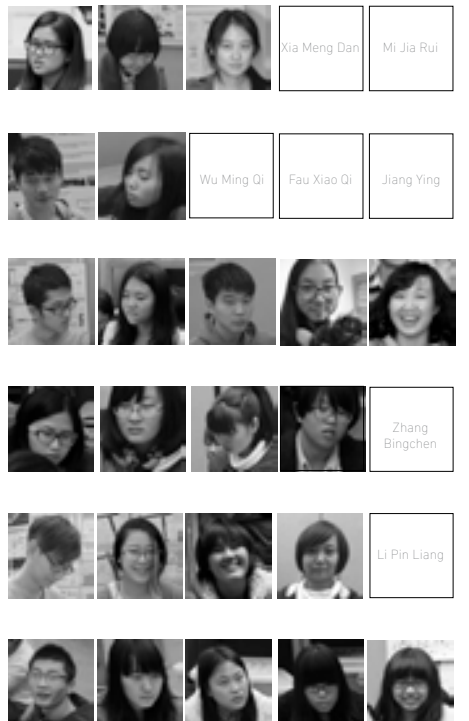 Xia Meng Dan
Mi Jia Rui
Wu Ming Qi
Fau Xiao Qi
Jiang Ying
Zhang
Bingchen
Li Pin Liang